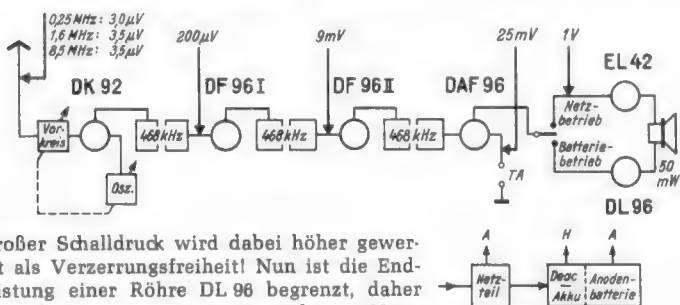 0,25 MHz: 3,0µV
1,6 MHz: 3,5µV
8,5 MHz: 3,5µV
200µV
9mV
25mV
1V
DK 92
DF 96 I
DF 96 II
DAF 96
EL 42
Vor-
kreis
468 kHz
468 kHz
468 kHz
Netz-
betrieb
Batterie-
betrieb
Osz.
TA
50
mW
DL 96
großer Schalldruck wird dabei höher gewer-
t als Verzerrungsfreiheit! Nun ist die End-
istung einer Röhre DL 96 begrenzt, daher
A
H
A
Netz-
teil
Deac
Akku
Anoden-
batterie